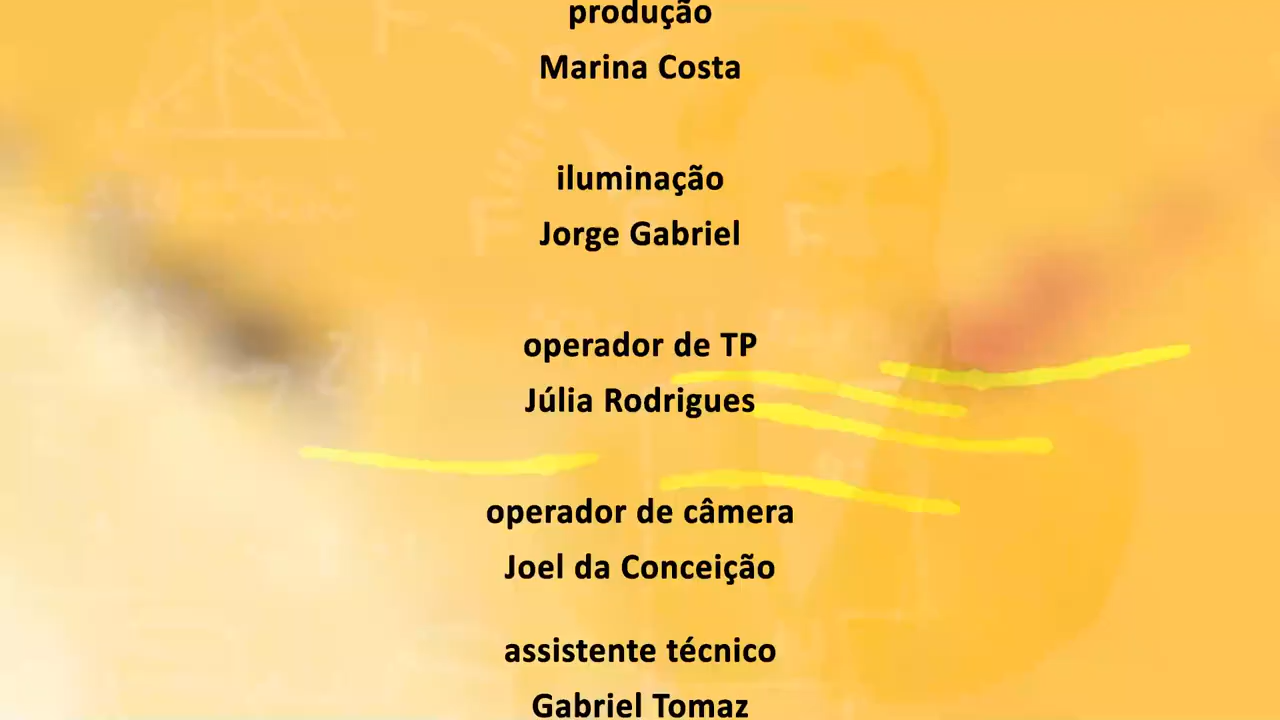 produção
Marina Costa
iluminação
Jorge Gabriel
operador de TP
Júlia Rodrigues
operador de câmera
Joel da Conceição
assistente técnico
Gabriel Tomaz